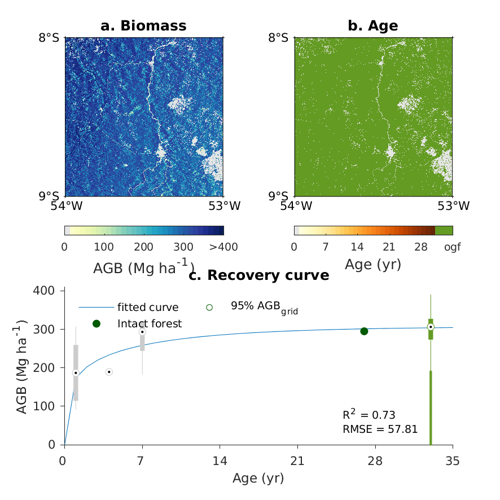 a. Biomass
b. Age
8°S
8°S
9°S
9°S
54°W
53°W
54°W
53°W
0 100 200 300 >400
0 7 14 21 28 ogf
AGB (Mg ha⁻¹)
Age (yr)
c. Recovery curve
400
300
200
100
0
AGB (Mg ha⁻¹)
fitted curve
95% AGB_grid
Intact forest
R² = 0.73
RMSE = 57.81
0 7 14 21 28 35
Age (yr)